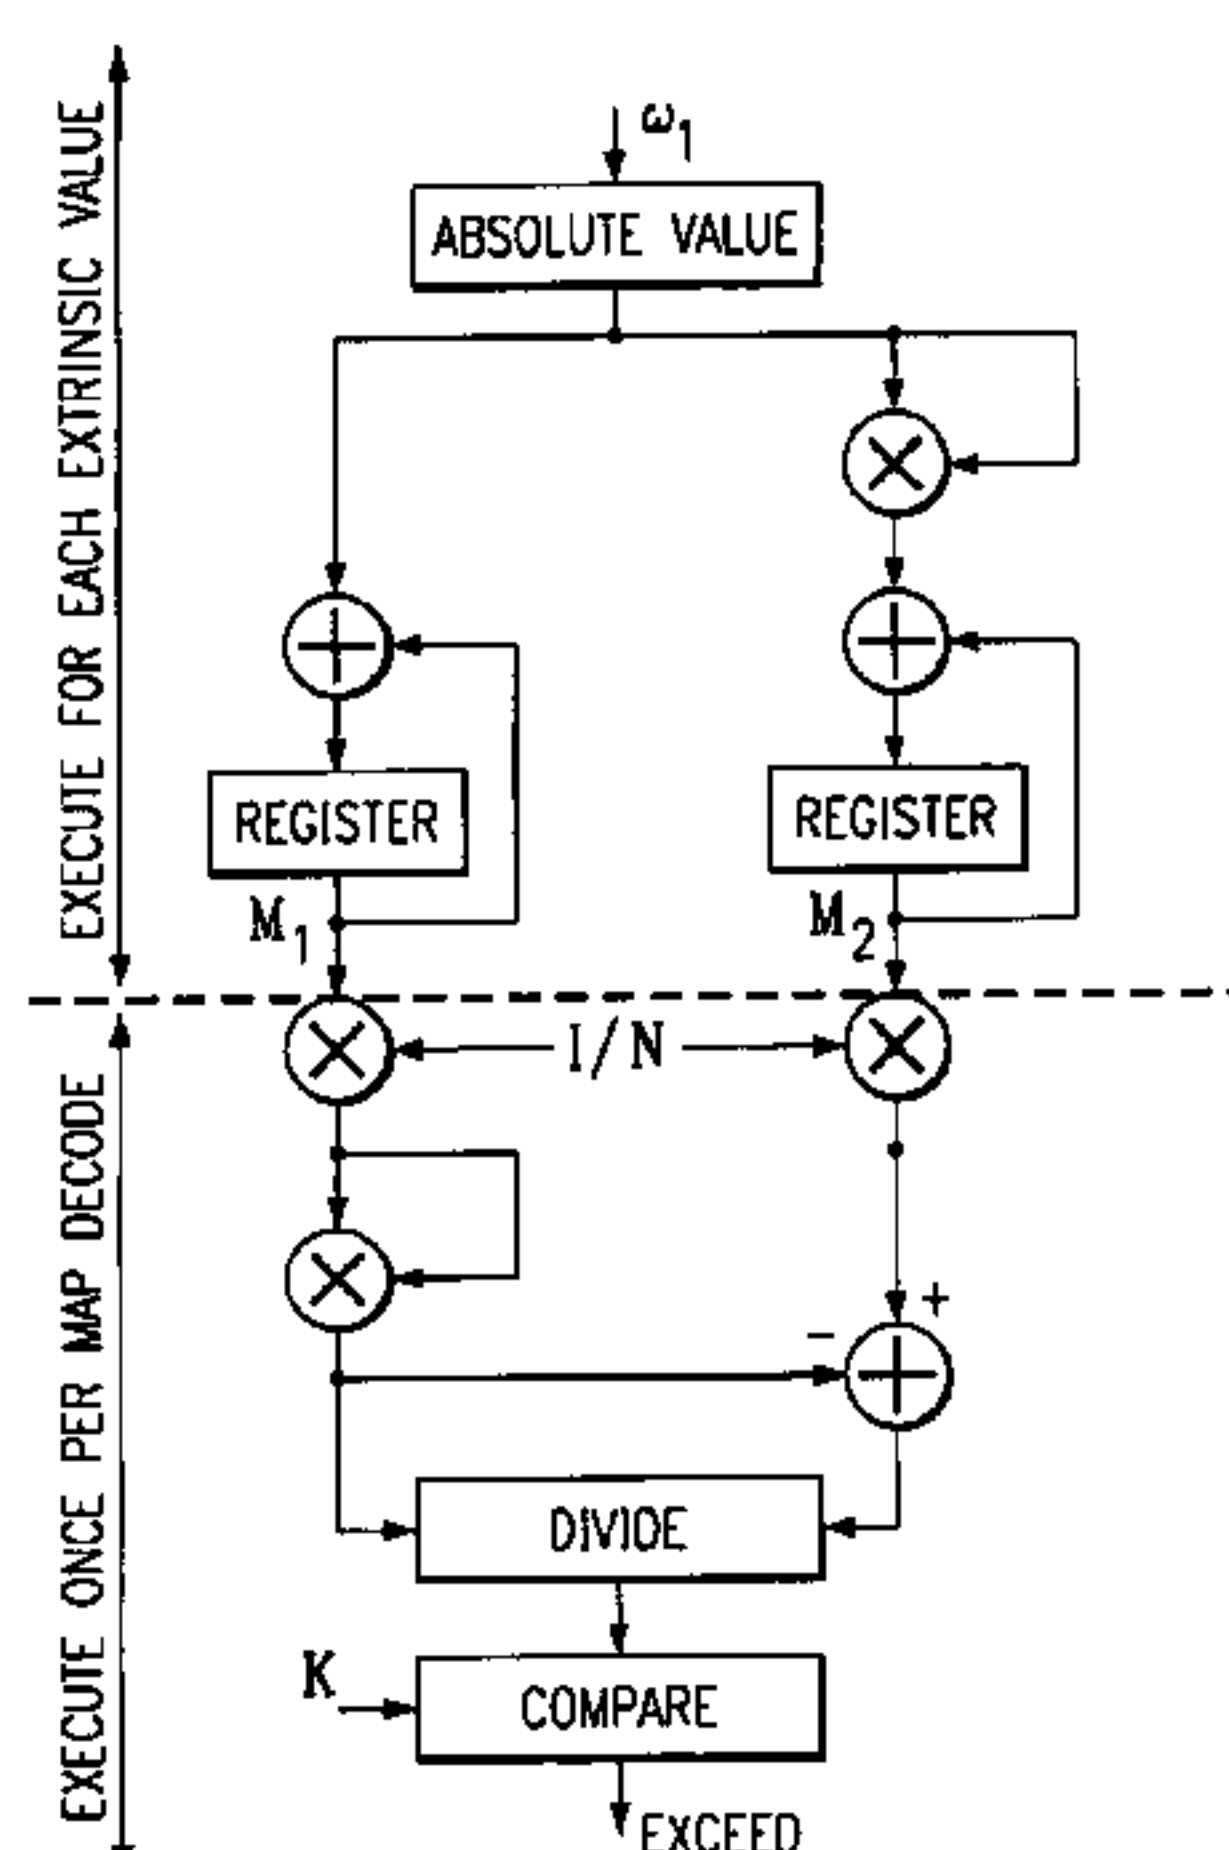 EXECUTE FOR EACH EXTRINSIC VALUE
ω1
ABSOLUTE VALUE
×
+
+
REGISTER
REGISTER
M1
M2
×
I/N
×
EXECUTE ONCE PER MAP DECODE
×
+
-
+
DIVIDE
K
COMPARE
EXCEED